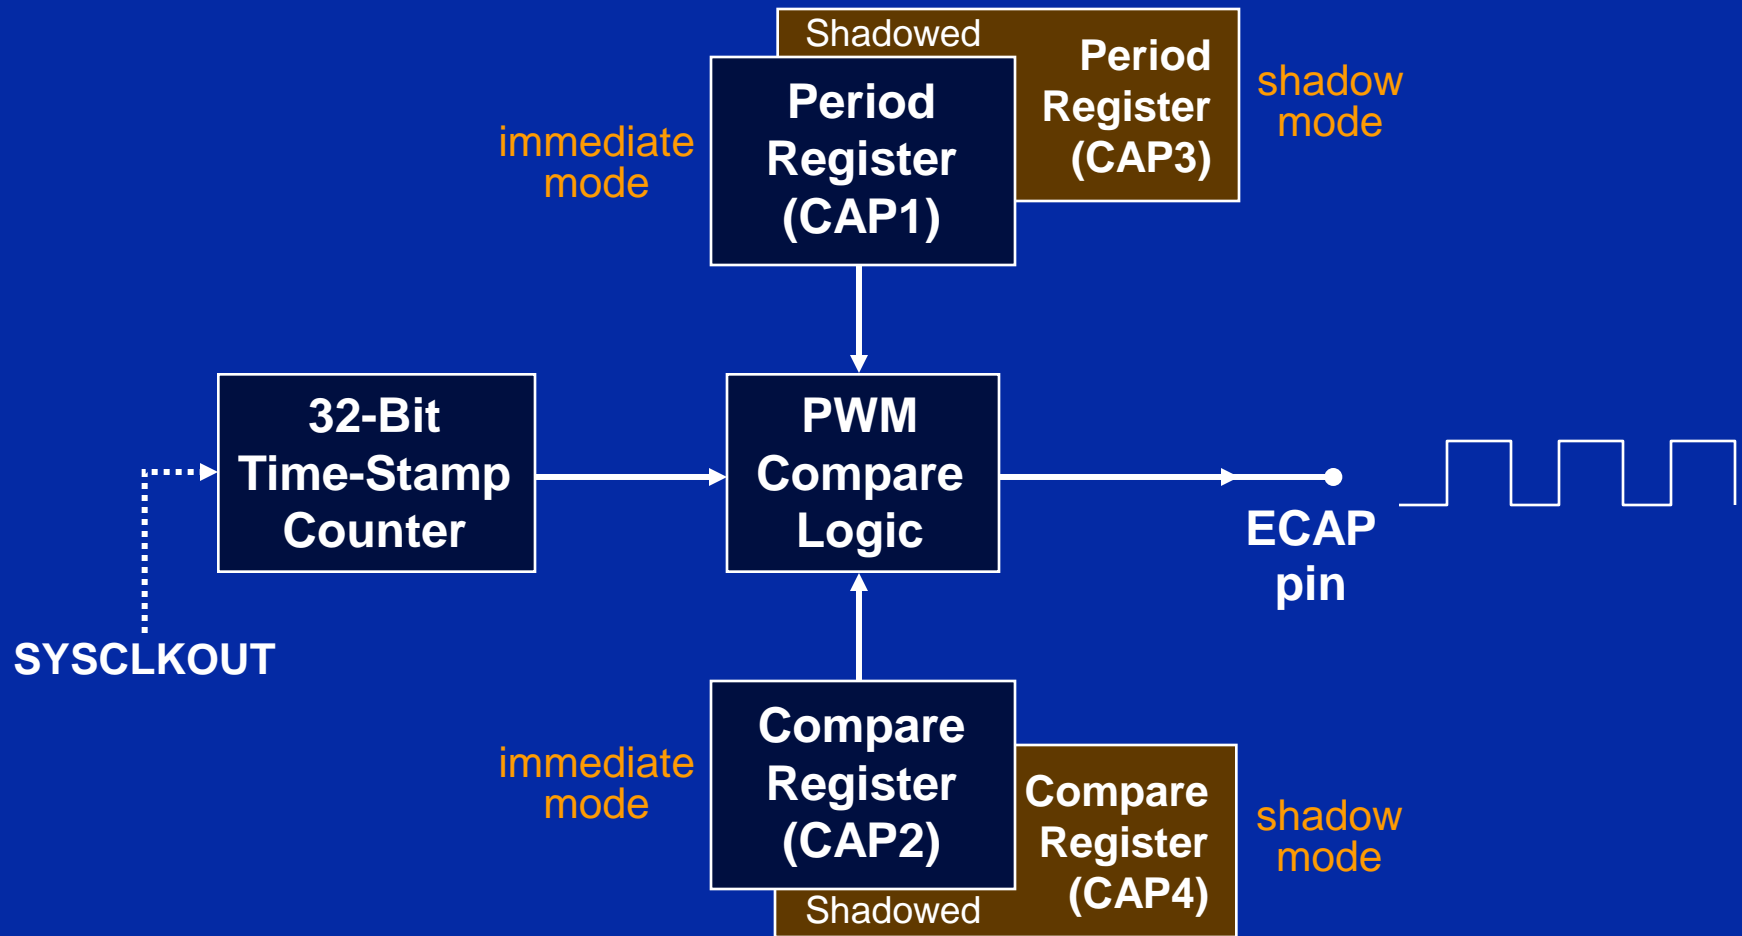 Shadowed
Period
Register
(CAP3)
shadow
mode
immediate
mode
Period
Register
(CAP1)
32-Bit
Time-Stamp
Counter
PWM
Compare
Logic
ECAP
pin
SYSCLKOUT
immediate
mode
Compare
Register
(CAP2)
Compare
Register
(CAP4)
Shadowed
shadow
mode